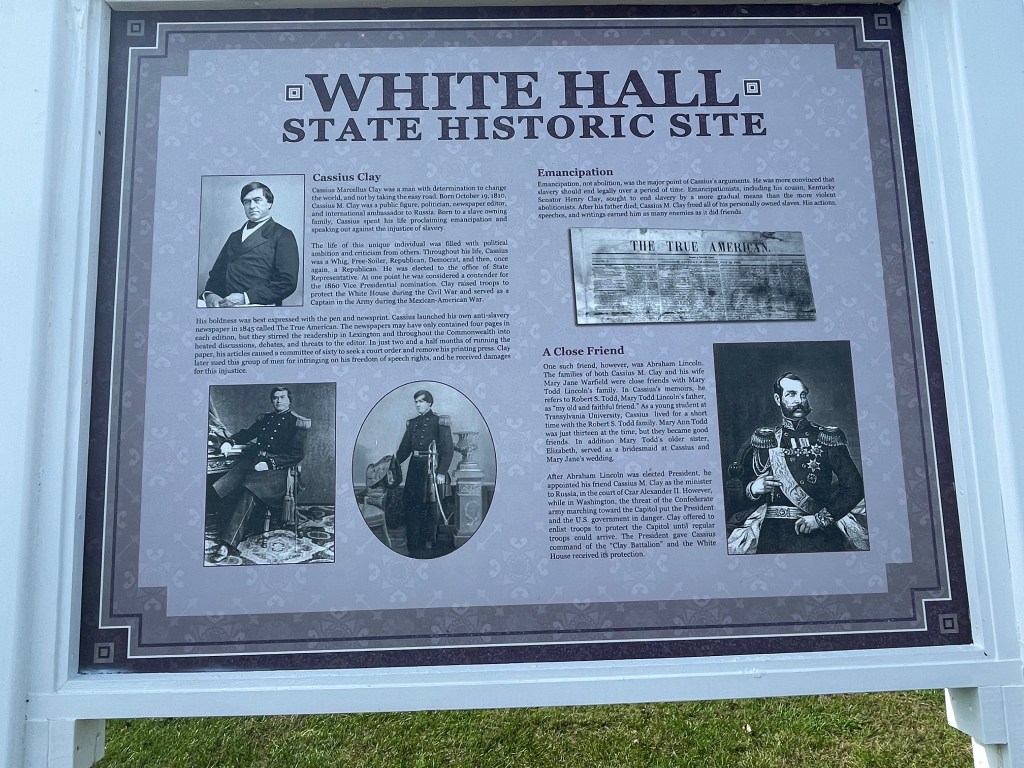 WHITE HALL
STATE HISTORIC SITE
Cassius Clay
Cassius Marcellus Clay was a man with determination to change
the world, and not by taking the easy road. Born October 19, 1810,
Cassius M. Clay was a public figure, politician, newspaper editor,
and international ambassador to Russia. Born to a slave owning
family, Cassius spent his life proclaiming emancipation and
speaking out against the injustice of slavery.
The life of this unique individual was filled with political
ambition and criticism from others. Throughout his life, Cassius
was a Whig, Free-Soiler, Republican, Democrat, and then, once
again, a Republican. He was elected to the office of State
Representative. At one point he was considered a contender for
the 1860 Vice Presidential nomination. Clay raised troops to
protect the White House during the Civil War and served as a
Captain in the Army during the Mexican-American War.
His boldness was best expressed with the pen and newsprint. Cassius launched his own anti-slavery
newspaper in 1845 called The True American. The newspapers may have only contained four pages in
each edition, but they stirred the readership in Lexington and throughout the Commonwealth into
heated discussions, debates, and threats to the editor. In just two and a half months of running the
paper, his articles caused a committee of sixty to seek a court order and remove his printing press. Clay
later sued this group of men for infringing on his freedom of speech rights, and he received damages
for this injustice.
Emancipation
Emancipation, not abolition, was the major point of Cassius's arguments. He was more convinced that
slavery should end legally over a period of time. Emancipationists, including his cousin, Kentucky
Senator Henry Clay, sought to end slavery by a more gradual means than the more violent
abolitionists. After his father died, Cassius M. Clay freed all of his personally owned slaves. His actions,
speeches, and writings earned him as many enemies as it did friends.
THE TRUE AMERICAN.
A Close Friend
One such friend, however, was Abraham Lincoln.
The families of both Cassius M. Clay and his wife
Mary Jane Warfield were close friends with Mary
Todd Lincoln's family. In Cassius's memoirs, he
refers to Robert S. Todd, Mary Todd Lincoln's father,
as "my old and faithful friend." As a young student at
Transylvania University, Cassius lived for a short
time with the Robert S. Todd family. Mary Ann Todd
was just thirteen at the time, but they became good
friends. In addition Mary Todd's older sister,
Elizabeth, served as a bridesmaid at Cassius and
Mary Jane's wedding.
After Abraham Lincoln was elected President, he
appointed his friend Cassius M. Clay as the minister
to Russia, in the court of Czar Alexander II. However,
while in Washington, the threat of the Confederate
army marching toward the Capitol put the President
and the U.S. government in danger. Clay offered to
enlist troops to protect the Capitol until regular
troops could arrive. The President gave Cassius
command of the "Clay Battalion" and the White
House received its protection.